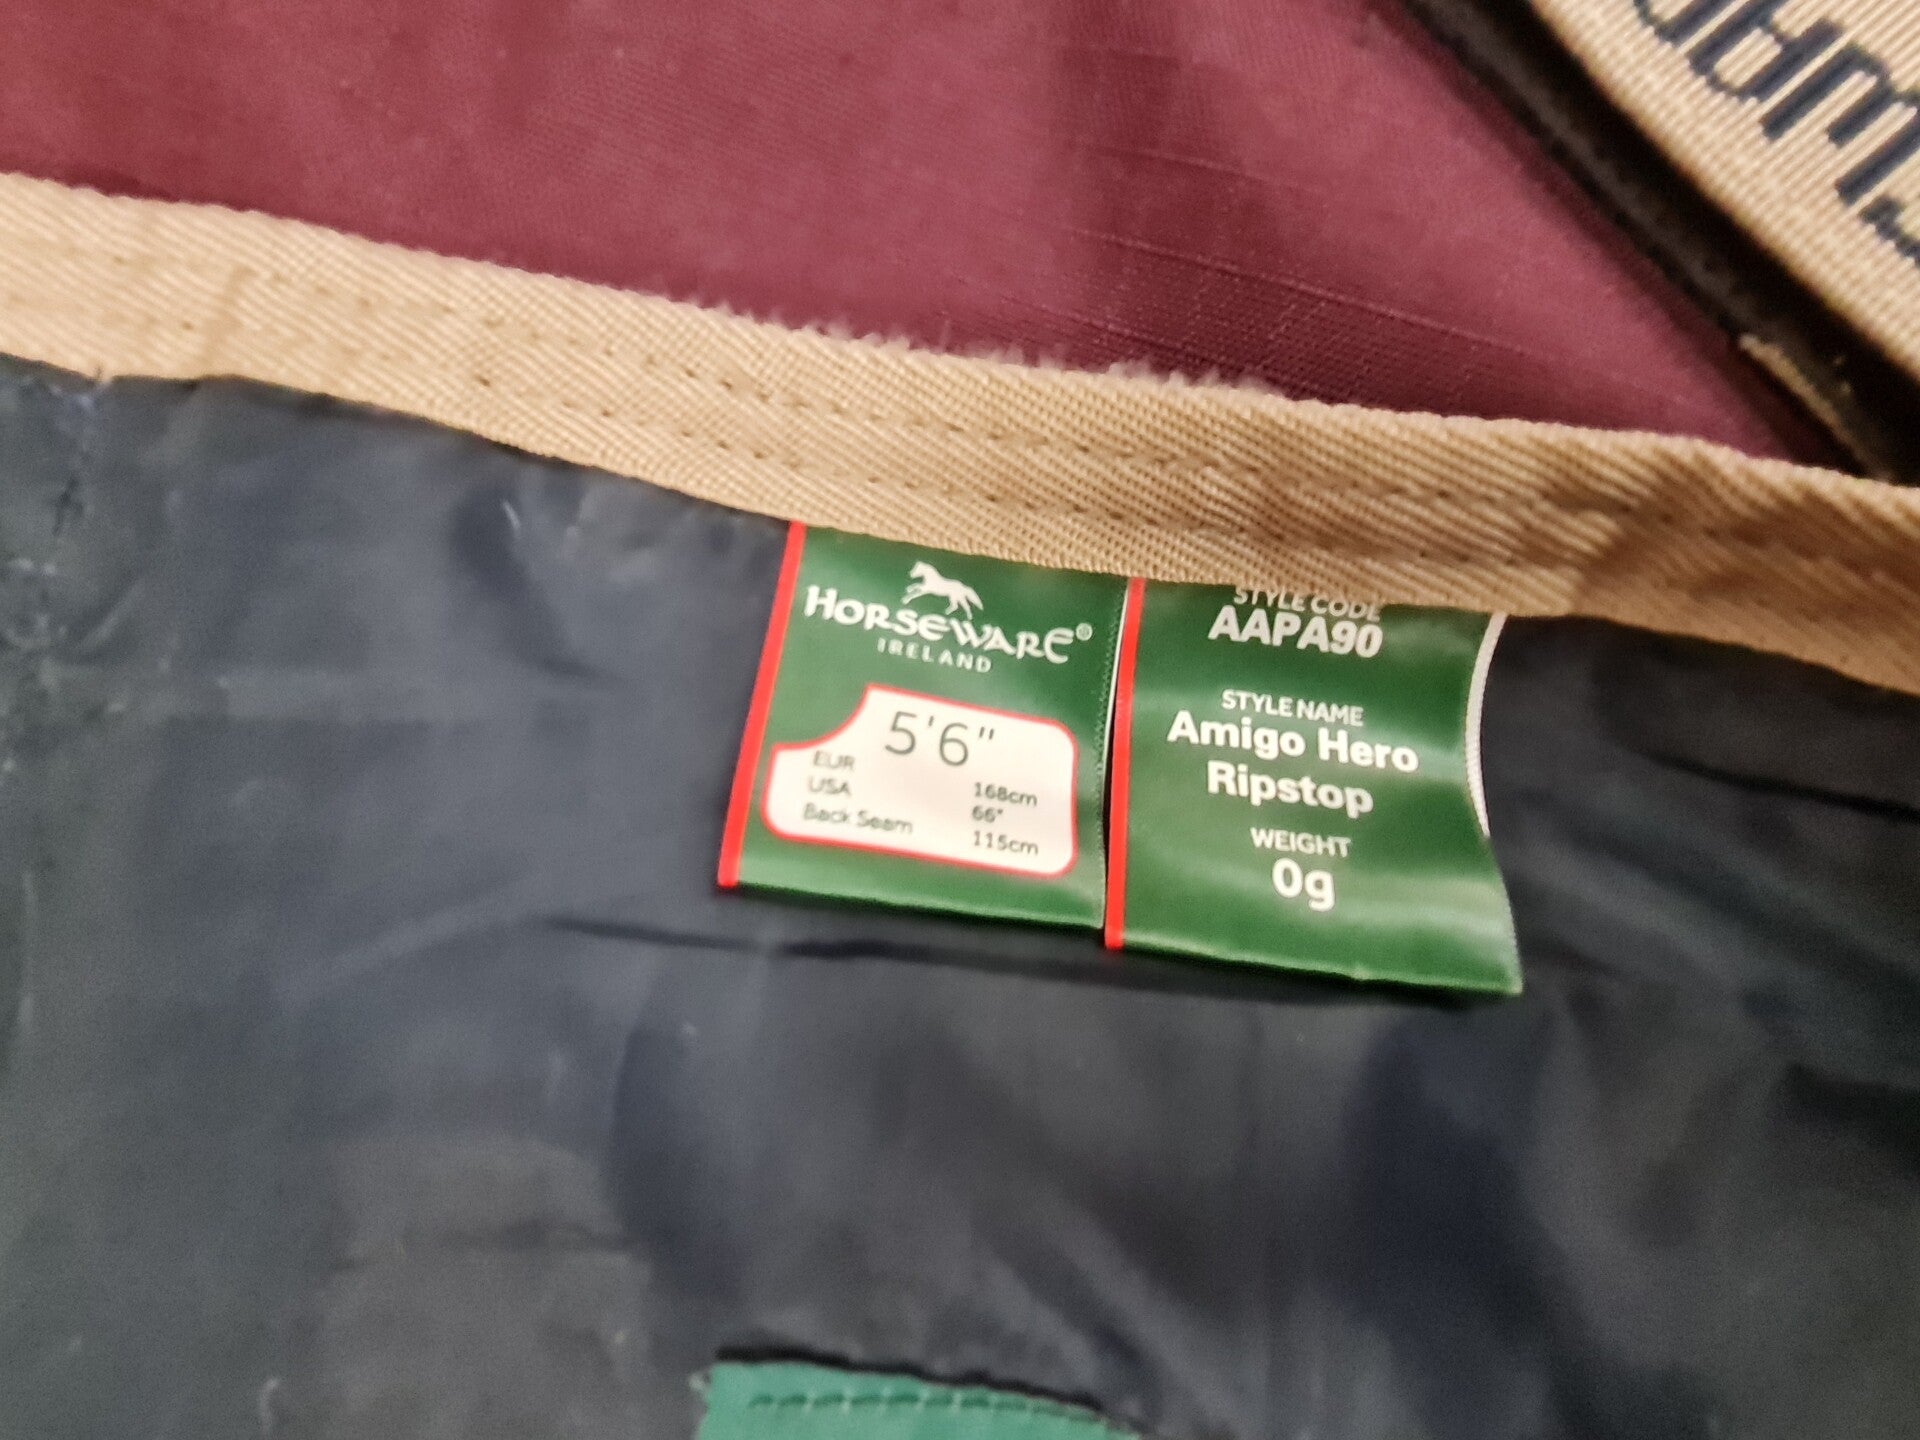 HORSEWARE®
IRELAND
5'6"
EUR 168cm
USA 66"
Back Seam 115cm
STYLE CODE
AAPA90
STYLE NAME
Amigo Hero
Ripstop
WEIGHT
0g